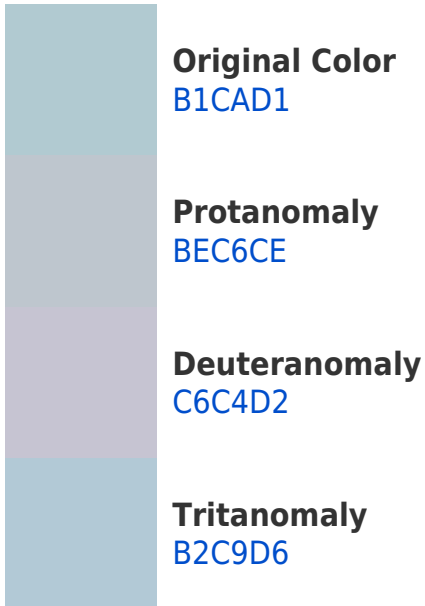 Original Color
B1CAD1
Protanomaly
BEC6CE
Deuteranomaly
C6C4D2
Tritanomaly
B2C9D6